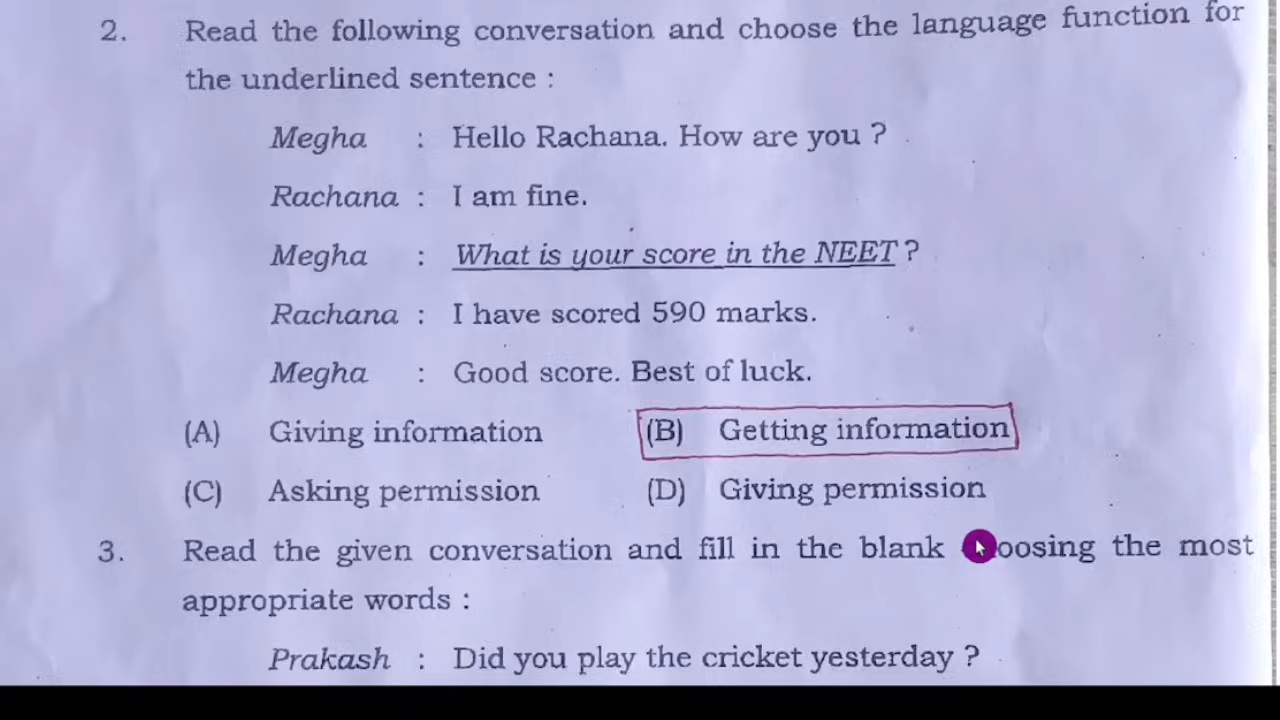 2. Read the following conversation and choose the language function for
the underlined sentence :
Megha : Hello Rachana. How are you ?
Rachana : I am fine.
Megha : What is your score in the NEET ?
Rachana : I have scored 590 marks.
Megha : Good score. Best of luck.
(A) Giving information (B) Getting information
(C) Asking permission (D) Giving permission
3. Read the given conversation and fill in the blank oosing the most
appropriate words :
Prakash : Did you play the cricket yesterday ?